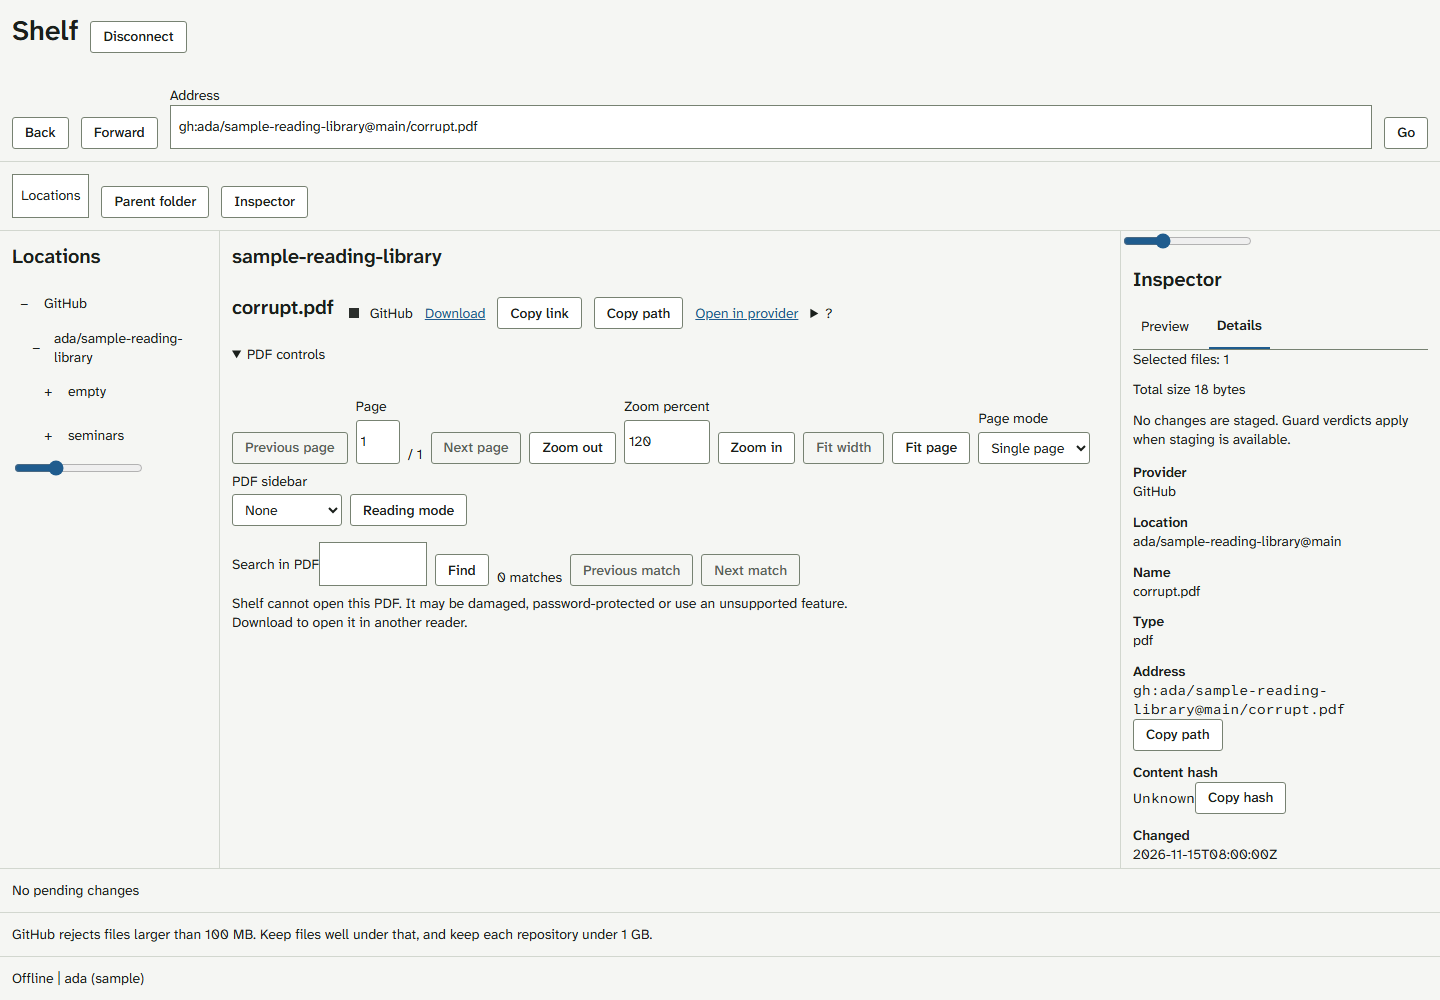 Shelf
Disconnect
Address
Back
Forward
gh:ada/sample-reading-library@main/corrupt.pdf
Go
Locations
Parent folder
Inspector
Locations
– GitHub
– ada/sample-reading-
library
+ empty
+ seminars
sample-reading-library
corrupt.pdf
GitHub
Download
Copy link
Copy path
Open in provider
▶ ?
▼ PDF controls
Previous page
Page
1
/ 1
Next page
Zoom out
Zoom percent
120
Zoom in
Fit width
Fit page
Page mode
Single page
PDF sidebar
None
Reading mode
Search in PDF
Find
0 matches
Previous match
Next match
Shelf cannot open this PDF. It may be damaged, password-protected or use an unsupported feature.
Download to open it in another reader.
Inspector
Preview
Details
Selected files: 1
Total size 18 bytes
No changes are staged. Guard verdicts apply
when staging is available.
Provider
GitHub
Location
ada/sample-reading-library@main
Name
corrupt.pdf
Type
pdf
Address
gh:ada/sample-reading-
library@main/corrupt.pdf
Copy path
Content hash
Unknown
Copy hash
Changed
2026-11-15T08:00:00Z
No pending changes
GitHub rejects files larger than 100 MB. Keep files well under that, and keep each repository under 1 GB.
Offline | ada (sample)